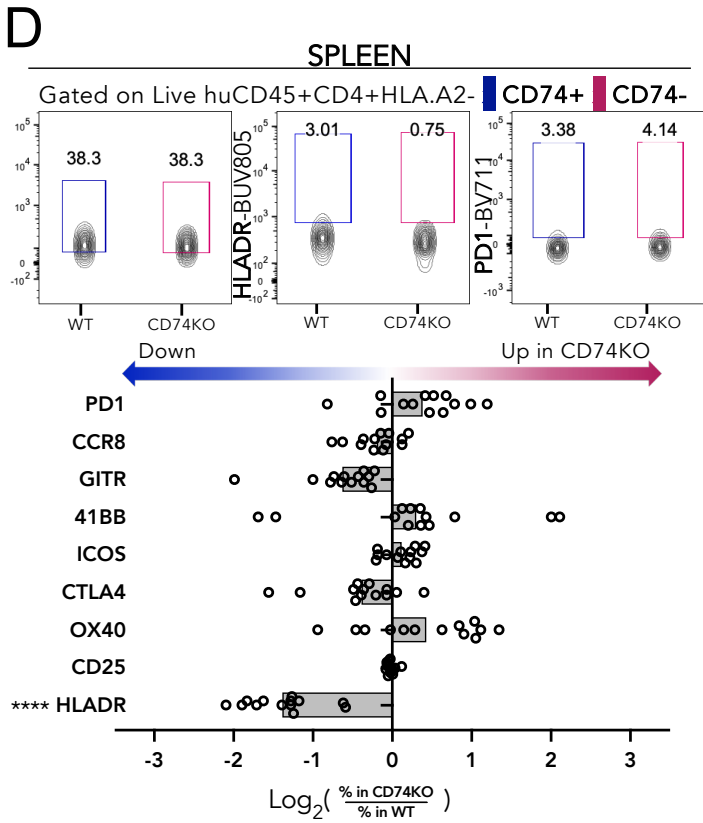 D
SPLEEN
Gated on Live huCD45+CD4+HLA.A2- CD74+ CD74-
10^5
10^4
10^3
0
-10^2
38.3 38.3
WT CD74KO
HLADR-BUV805
10^5
10^4
10^3
10^2
0
-10^2
3.01 0.75
WT CD74KO
PD1-BV711
10^5
10^4
10^3
0
-10^3
3.38 4.14
WT CD74KO
Down Up in CD74KO
PD1
CCR8
GITR
41BB
ICOS
CTLA4
OX40
CD25
**** HLADR
-3 -2 -1 0 1 2 3
Log₂( % in CD74KO / % in WT )